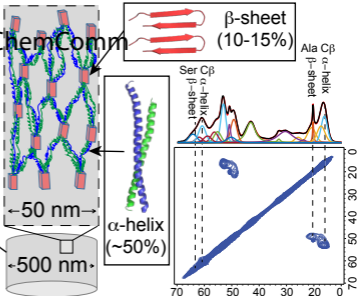 ChemComm
β-sheet
(10-15%)
50 nm
500 nm
α-helix
(~50%)
Ser Cβ
β-sheet
α-helix
Ala Cβ
β-sheet
α-helix
0
10
20
30
40
50
60
70
70 60 50 40 30 20 10 0